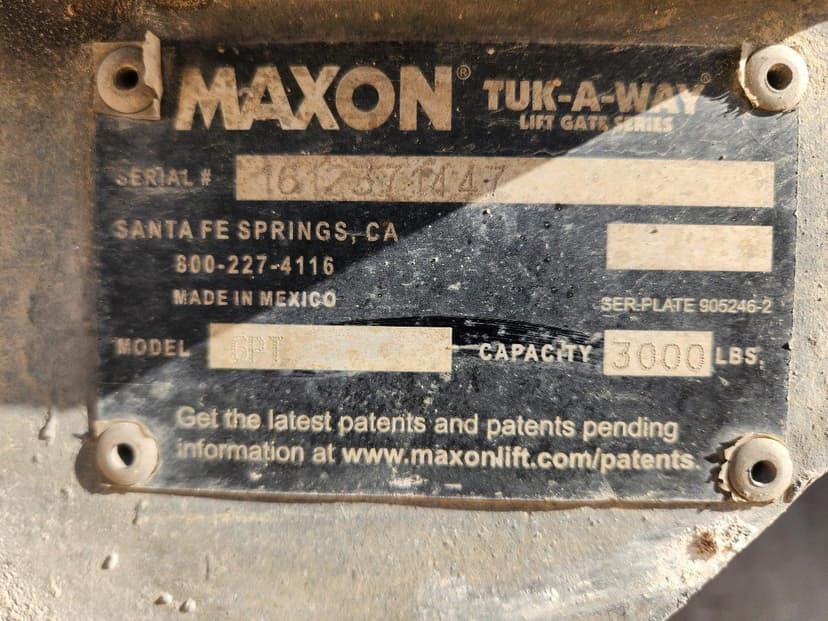 MAXON® TUK-A-WAY®
LIFT GATE SERIES
SERIAL # 1612371447
SANTA FE SPRINGS, CA
800-227-4116
MADE IN MEXICO
SER.PLATE 905246-2
MODEL GPT CAPACITY 3000 LBS.
Get the latest patents and patents pending
information at www.maxonlift.com/patents.